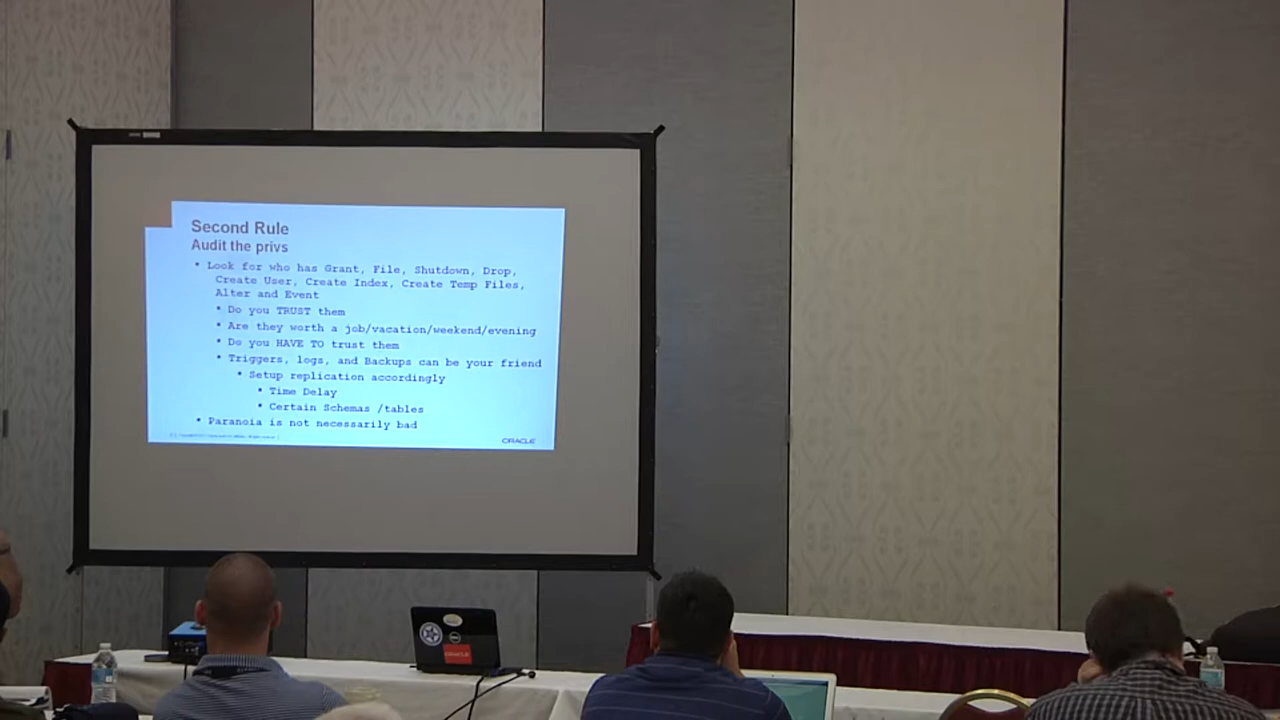 Second Rule
Audit the privs
• Look for who has Grant, File, Shutdown, Drop,
Create User, Create Index, Create Temp Files,
Alter and Event
• Do you TRUST them
• Are they worth a job/vacation/weekend/evening
• Do you HAVE TO trust them
• Triggers, logs, and Backups can be your friend
• Setup replication accordingly
• Time Delay
• Certain Schemas /tables
• Paranoia is not necessarily bad
ORACLE
ORACLE